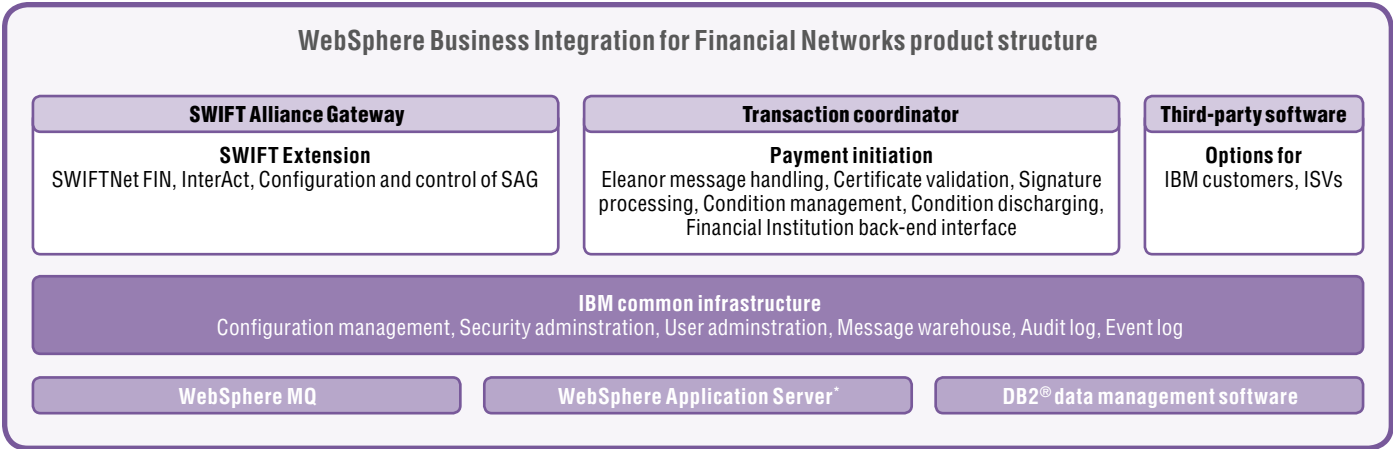 WebSphere Business Integration for Financial Networks product structure
SWIFT Alliance Gateway
SWIFT Extension
SWIFTNet FIN, InterAct, Configuration and control of SAG
Transaction coordinator
Payment initiation
Eleanor message handling, Certificate validation, Signature
processing, Condition management, Condition discharging,
Financial Institution back-end interface
Third-party software
Options for
IBM customers, ISVs
IBM common infrastructure
Configuration management, Security adminstration, User adminstration, Message warehouse, Audit log, Event log
WebSphere MQ
WebSphere Application Server*
DB2® data management software